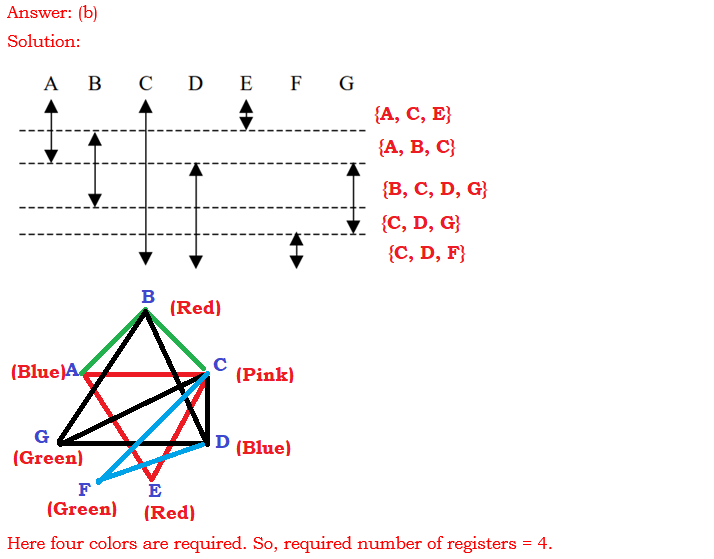 Answer: (b)
Solution:
A B C D E F G
{A, C, E}
{A, B, C}
{B, C, D, G}
{C, D, G}
{C, D, F}
B (Red)
(Blue)A C (Pink)
G D (Blue)
(Green)
F E
(Green) (Red)
Here four colors are required. So, required number of registers = 4.